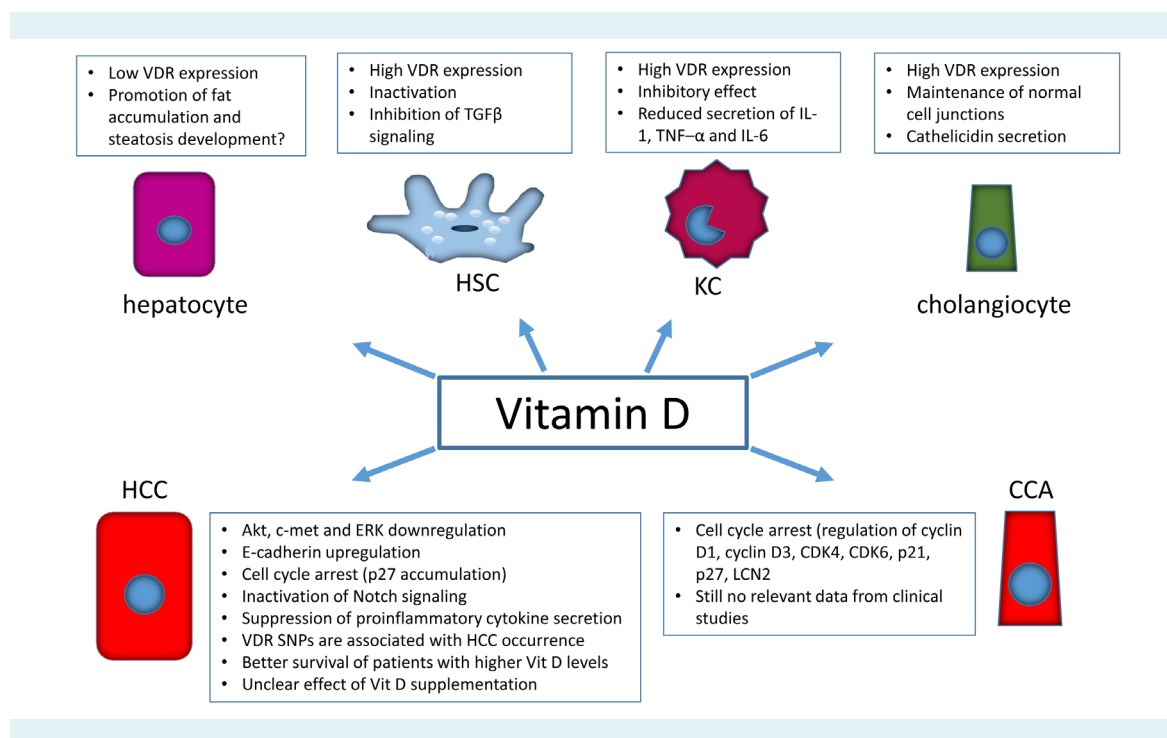 • Low VDR expression
• Promotion of fat
accumulation and
steatosis development?
• High VDR expression
• Inactivation
• Inhibition of TGFβ
signaling
• High VDR expression
• Inhibitory effect
• Reduced secretion of IL-
1, TNF–α and IL-6
• High VDR expression
• Maintenance of normal
cell junctions
• Cathelicidin secretion
hepatocyte
HSC
KC
cholangiocyte
Vitamin D
HCC
• Akt, c-met and ERK downregulation
• E-cadherin upregulation
• Cell cycle arrest (p27 accumulation)
• Inactivation of Notch signaling
• Suppression of proinflammatory cytokine secretion
• VDR SNPs are associated with HCC occurrence
• Better survival of patients with higher Vit D levels
• Unclear effect of Vit D supplementation
CCA
• Cell cycle arrest (regulation of cyclin
D1, cyclin D3, CDK4, CDK6, p21,
p27, LCN2
• Still no relevant data from clinical
studies